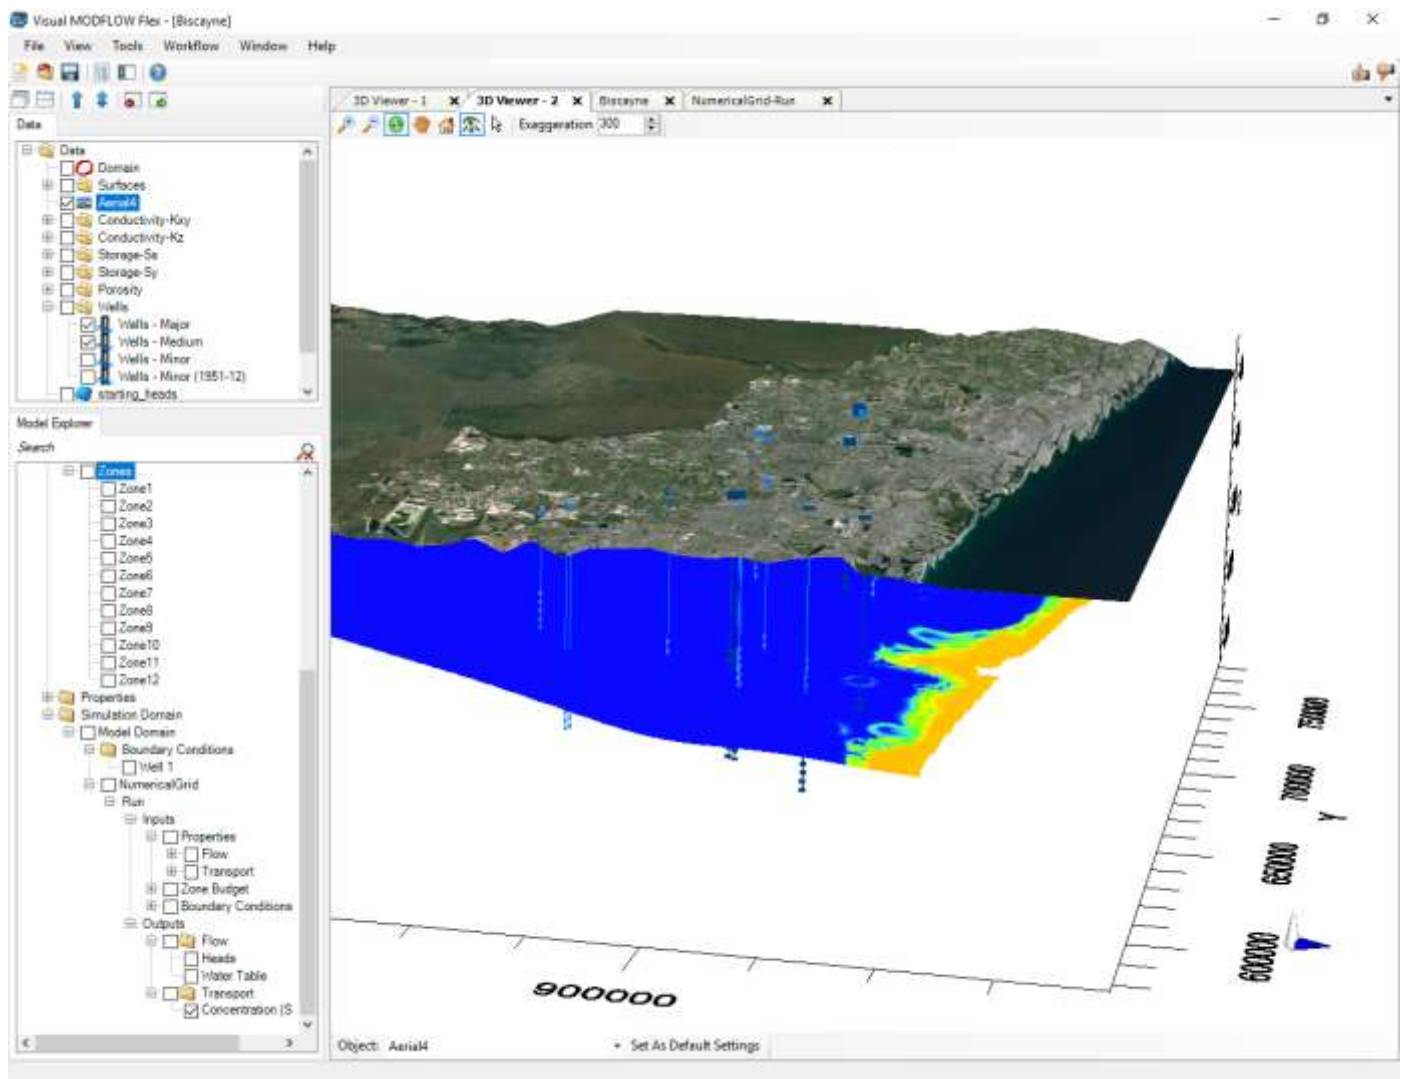 Visual MODFLOW Flex - [Biscayne]
File View Tools Workflow Window Help
3D Viewer - 1 3D Viewer - 2 Biscayne NumericalGrid-Run
Exaggeration 300
Data
Data
Domain
Surfaces
Aerial4
Conductivity-Kxy
Conductivity-Kz
Storage-Ss
Storage-Sy
Porosity
Wells
Wells - Major
Wells - Medium
Wells - Minor
Wells - Minor (1951-12)
starting_heads
Model Explorer
Search
Zones
Zone1
Zone2
Zone3
Zone4
Zone5
Zone6
Zone7
Zone8
Zone9
Zone10
Zone11
Zone12
Properties
Simulation Domain
Model Domain
Boundary Conditions
Well 1
NumericalGrid
Run
Inputs
Properties
Flow
Transport
Zone Budget
Boundary Conditions
Outputs
Flow
Heads
Water Table
Transport
Concentration (S
750000
700000
Y
650000
600000
900000
Object: Aerial4 Set As Default Settings